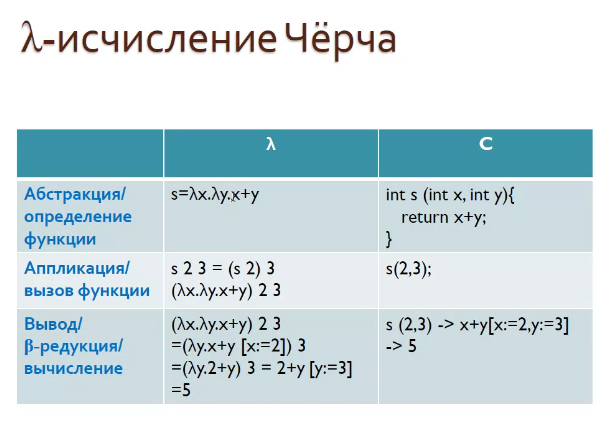 λ-исчисление Чёрча
λ
C
Абстракция/
определение
функции
s=λx.λy.x+y
int s (int x, int y){
return x+y;
}
Аппликация/
вызов функции
s 2 3 = (s 2) 3
(λx.λy.x+y) 2 3
s(2,3);
Вывод/
β-редукция/
вычисление
(λx.λy.x+y) 2 3
=(λy.x+y [x:=2]) 3
=(λy.2+y) 3 = 2+y [y:=3]
=5
s (2,3) -> x+y[x:=2,y:=3]
-> 5